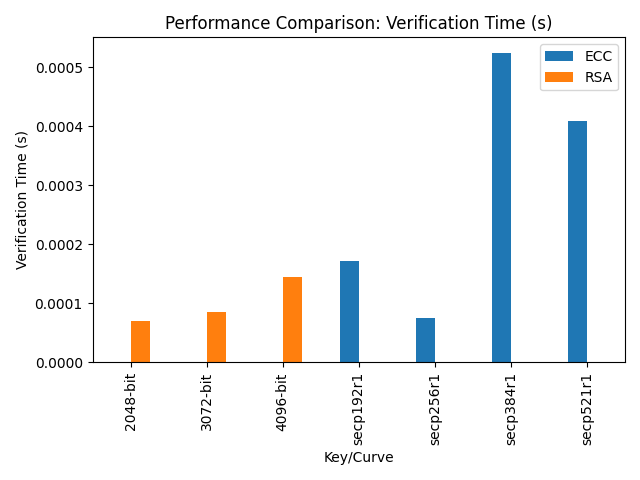 Performance Comparison: Verification Time (s)
ECC
RSA
Verification Time (s)
0.0005
0.0004
0.0003
0.0002
0.0001
0.0000
2048-bit
3072-bit
4096-bit
secp192r1
secp256r1
secp384r1
secp521r1
Key/Curve